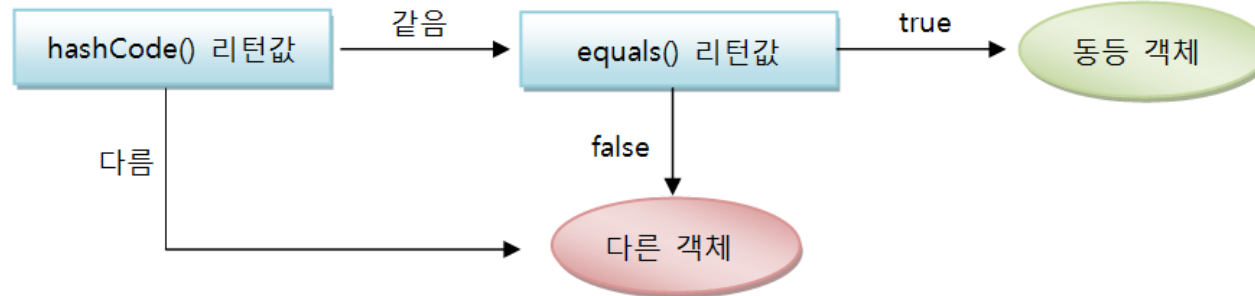 hashCode() 리턴값
같음
equals() 리턴값
true
동등 객체
다름
false
다른 객체